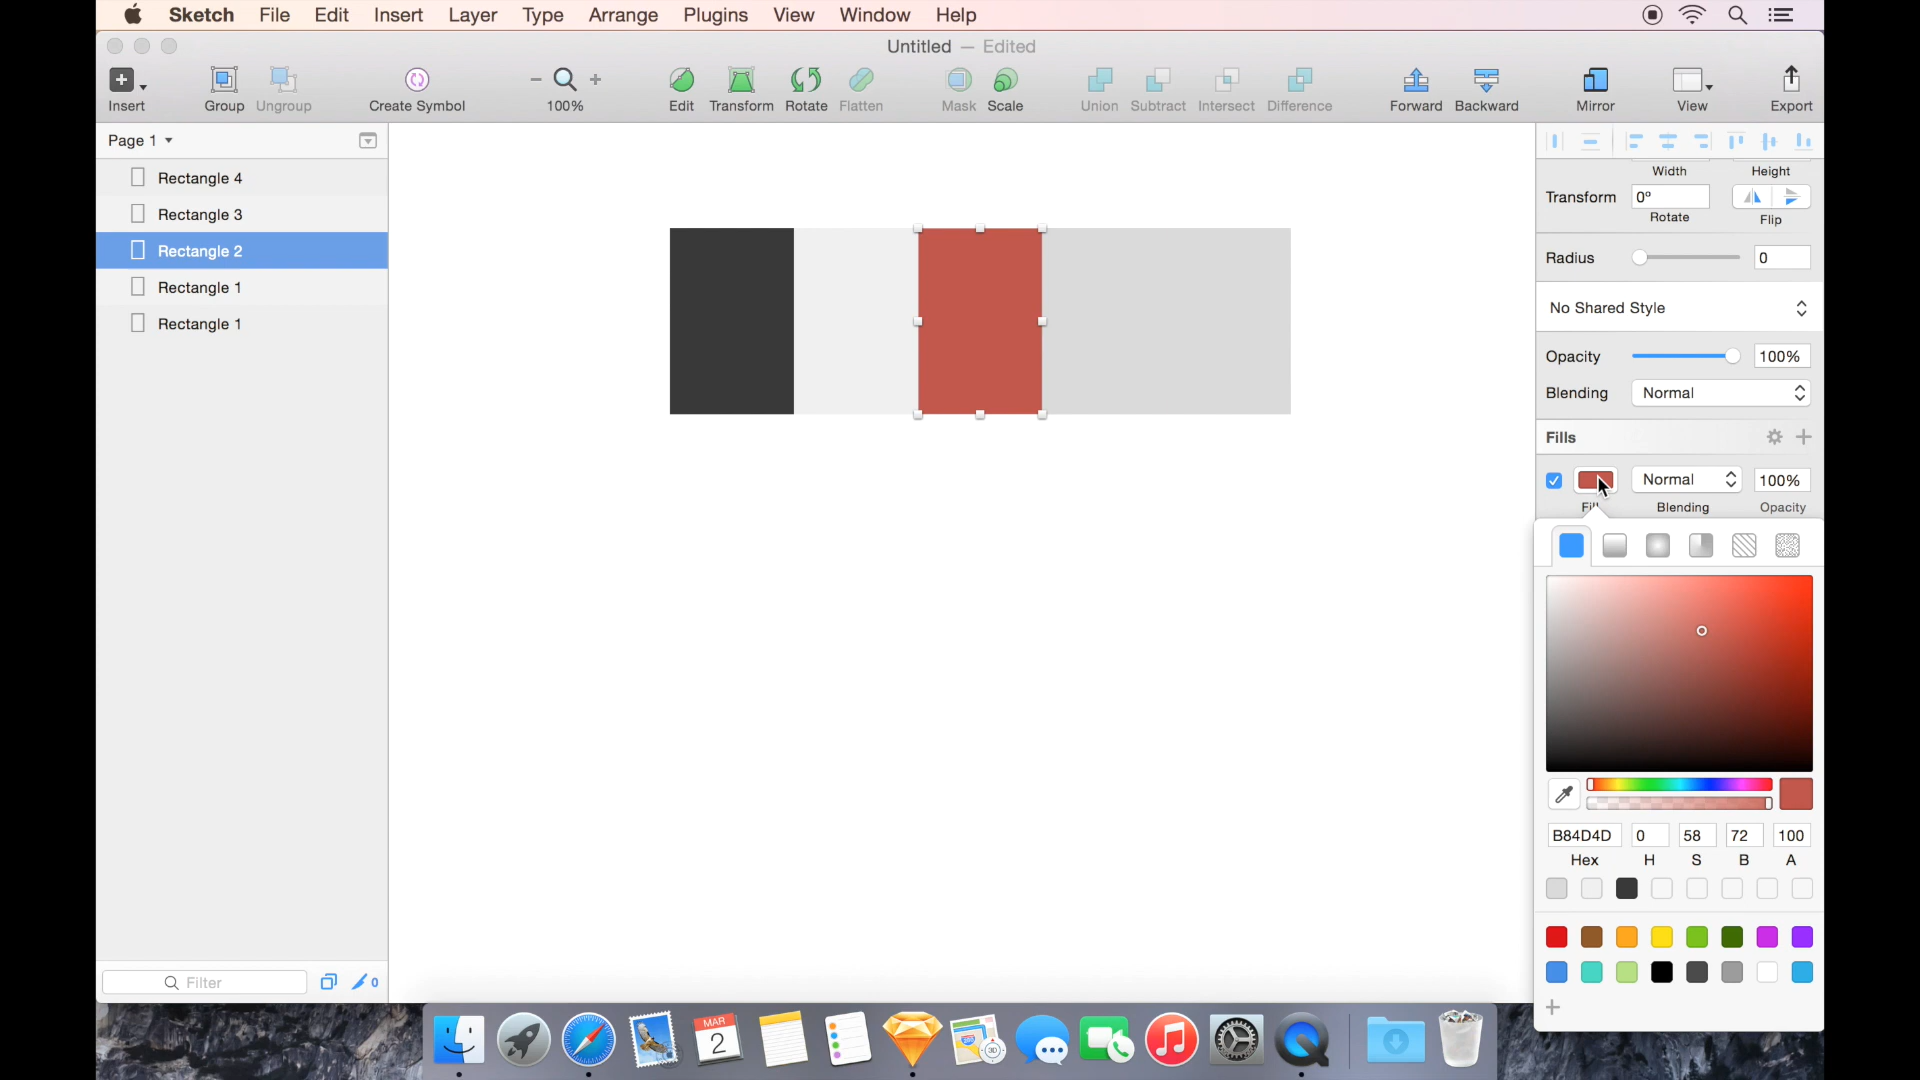 Sketch File Edit Insert Layer Type Arrange Plugins View Window Help
Untitled — Edited
Insert Group Ungroup Create Symbol 100% Edit Transform Rotate Flatten Mask Scale Union Subtract Intersect Difference Forward Backward Mirror View Export
Page 1
Rectangle 4
Rectangle 3
Rectangle 2
Rectangle 1
Rectangle 1
Filter 0
Width Height
Transform 0°
Rotate Flip
Radius 0
No Shared Style
Opacity 100%
Blending Normal
Fills
Normal 100%
Fill Blending Opacity
B84D4D 0 58 72 100
Hex H S B A
MAR
2
3D